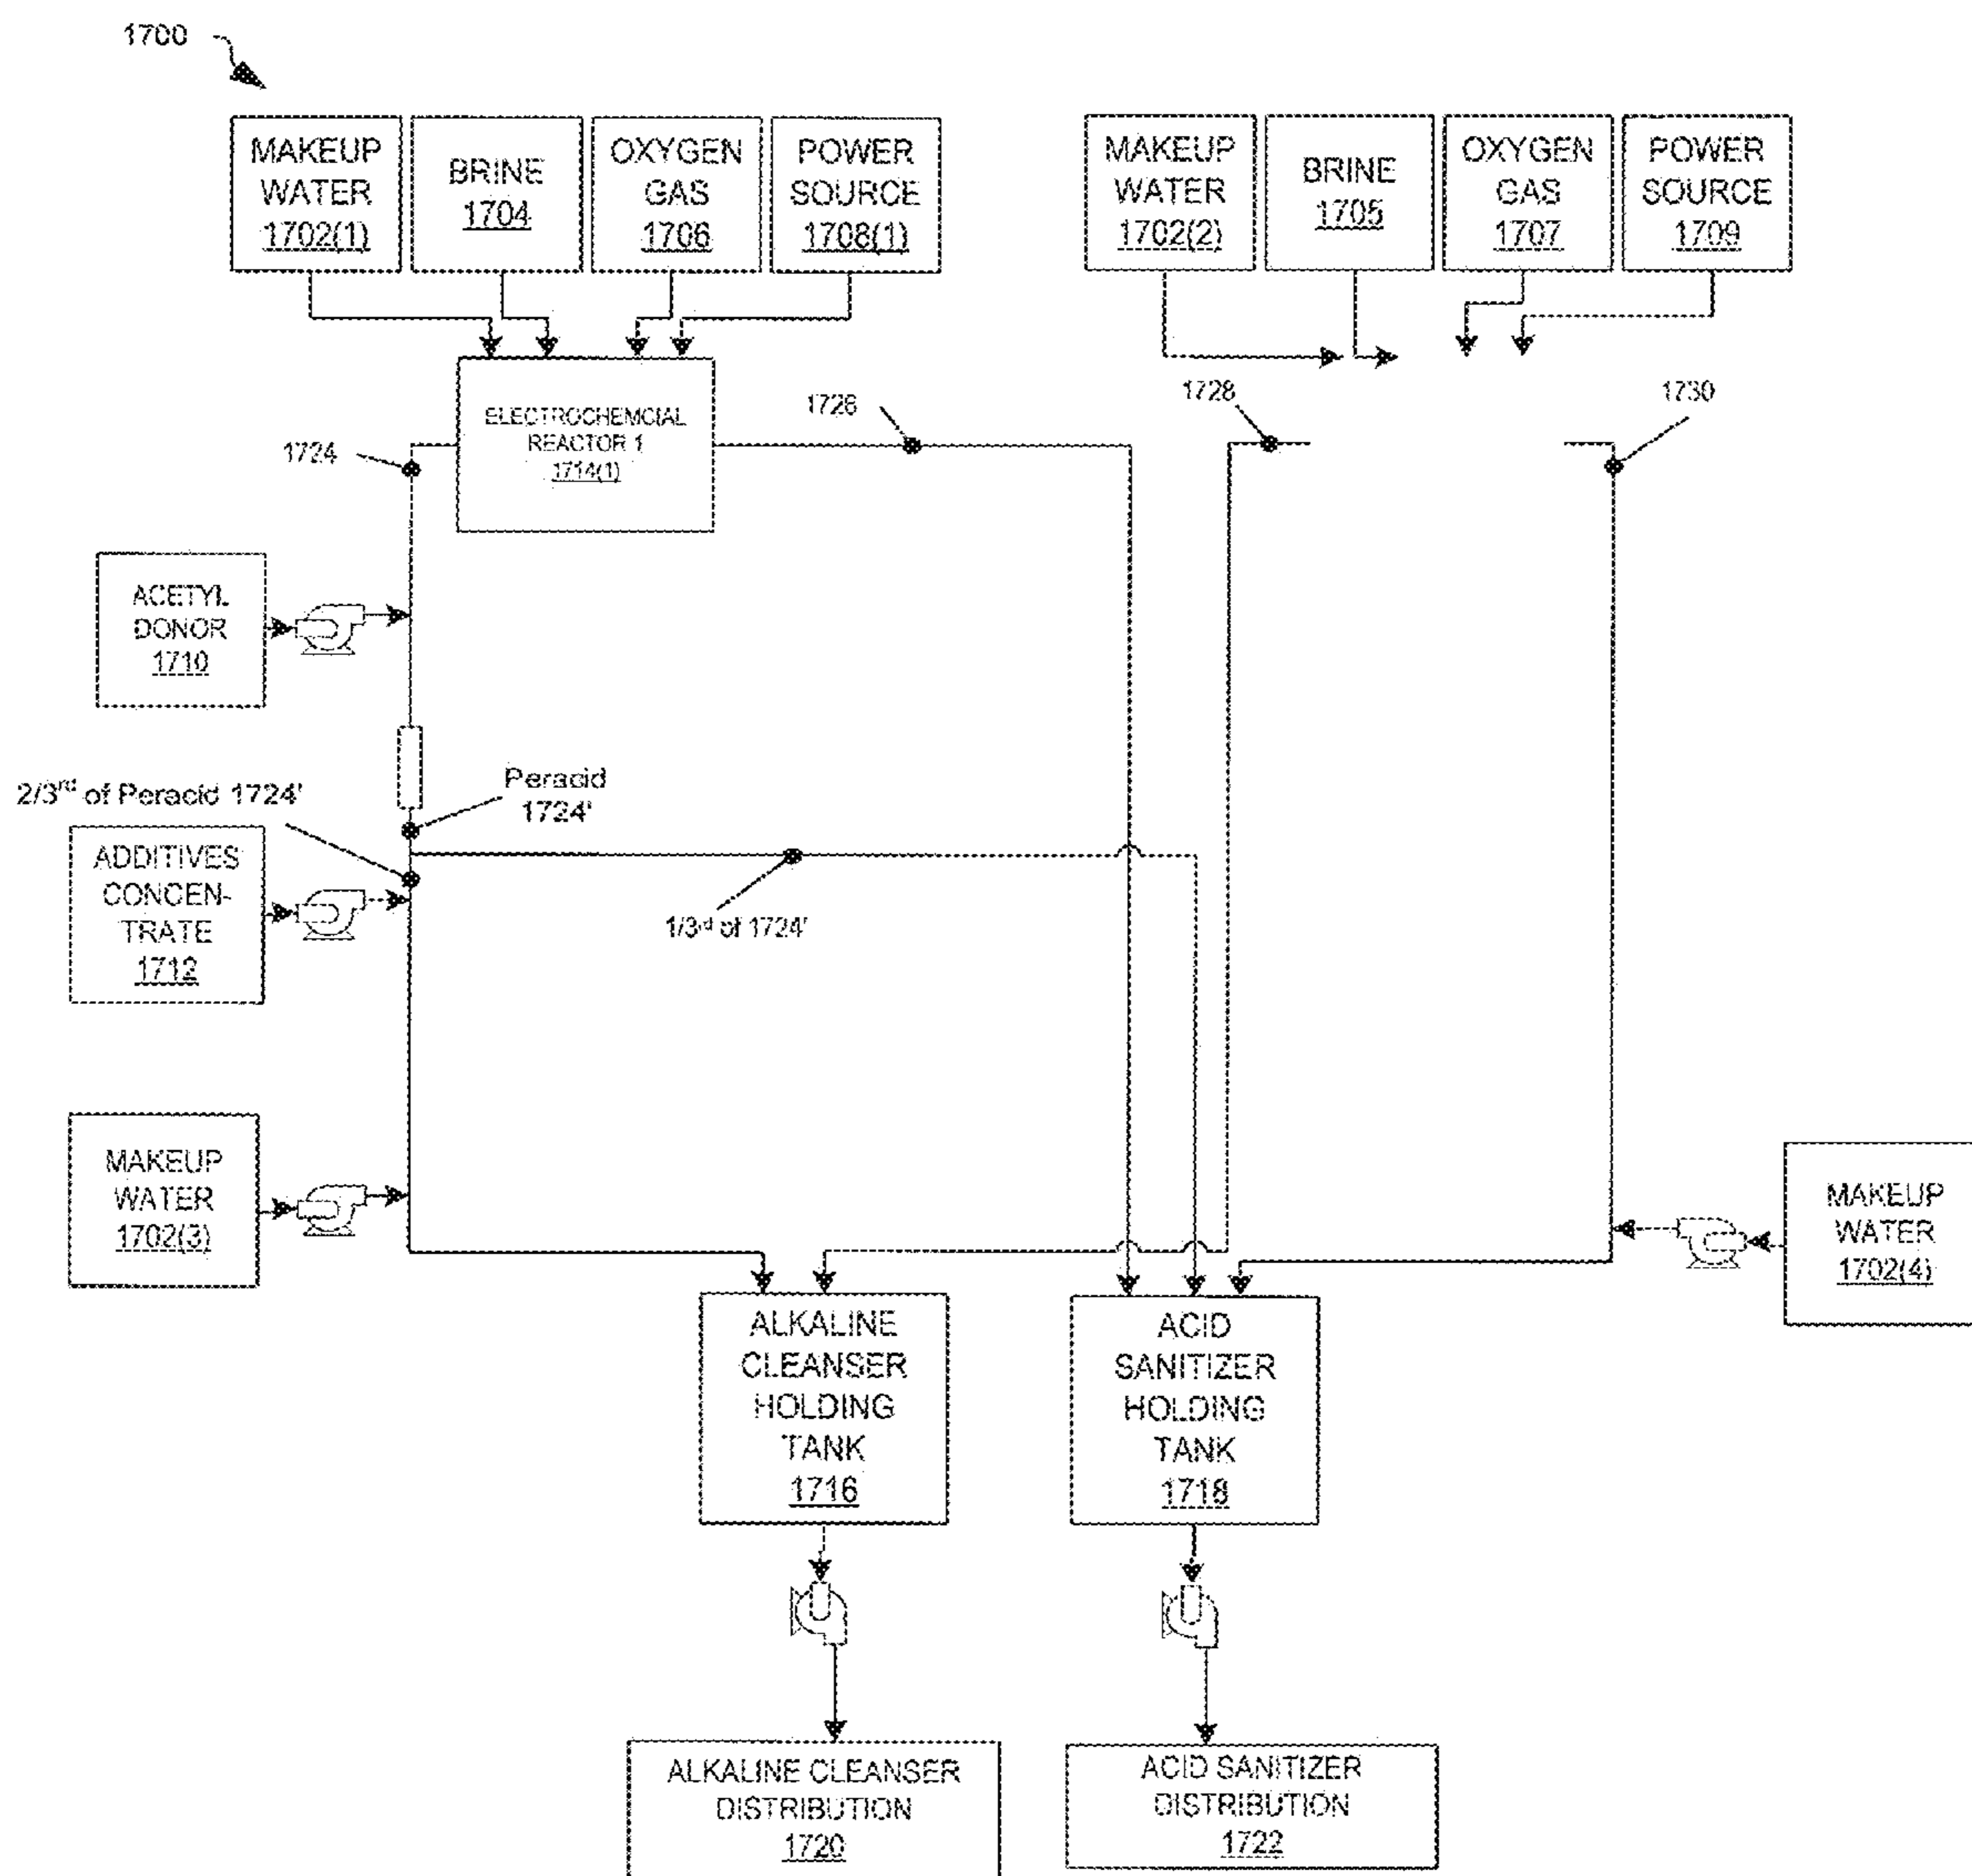 1700
MAKEUP
WATER
1702(1)
BRINE
1704
OXYGEN
GAS
1706
POWER
SOURCE
1708(1)
MAKEUP
WATER
1702(2)
BRINE
1705
OXYGEN
GAS
1707
POWER
SOURCE
1709
ELECTROCHEMCIAL
REACTOR 1
1714(1)
1724
1726
1728
1730
ACETYL
DONOR
1710
2/3rd of Peracid 1724'
Peracid
1724'
ADDITIVES
CONCEN-
TRATE
1712
1/3rd of 1724'
MAKEUP
WATER
1702(3)
MAKEUP
WATER
1702(4)
ALKALINE
CLEANSER
HOLDING
TANK
1716
ACID
SANITIZER
HOLDING
TANK
1718
ALKALINE CLEANSER
DISTRIBUTION
1720
ACID SANITIZER
DISTRIBUTION
1722